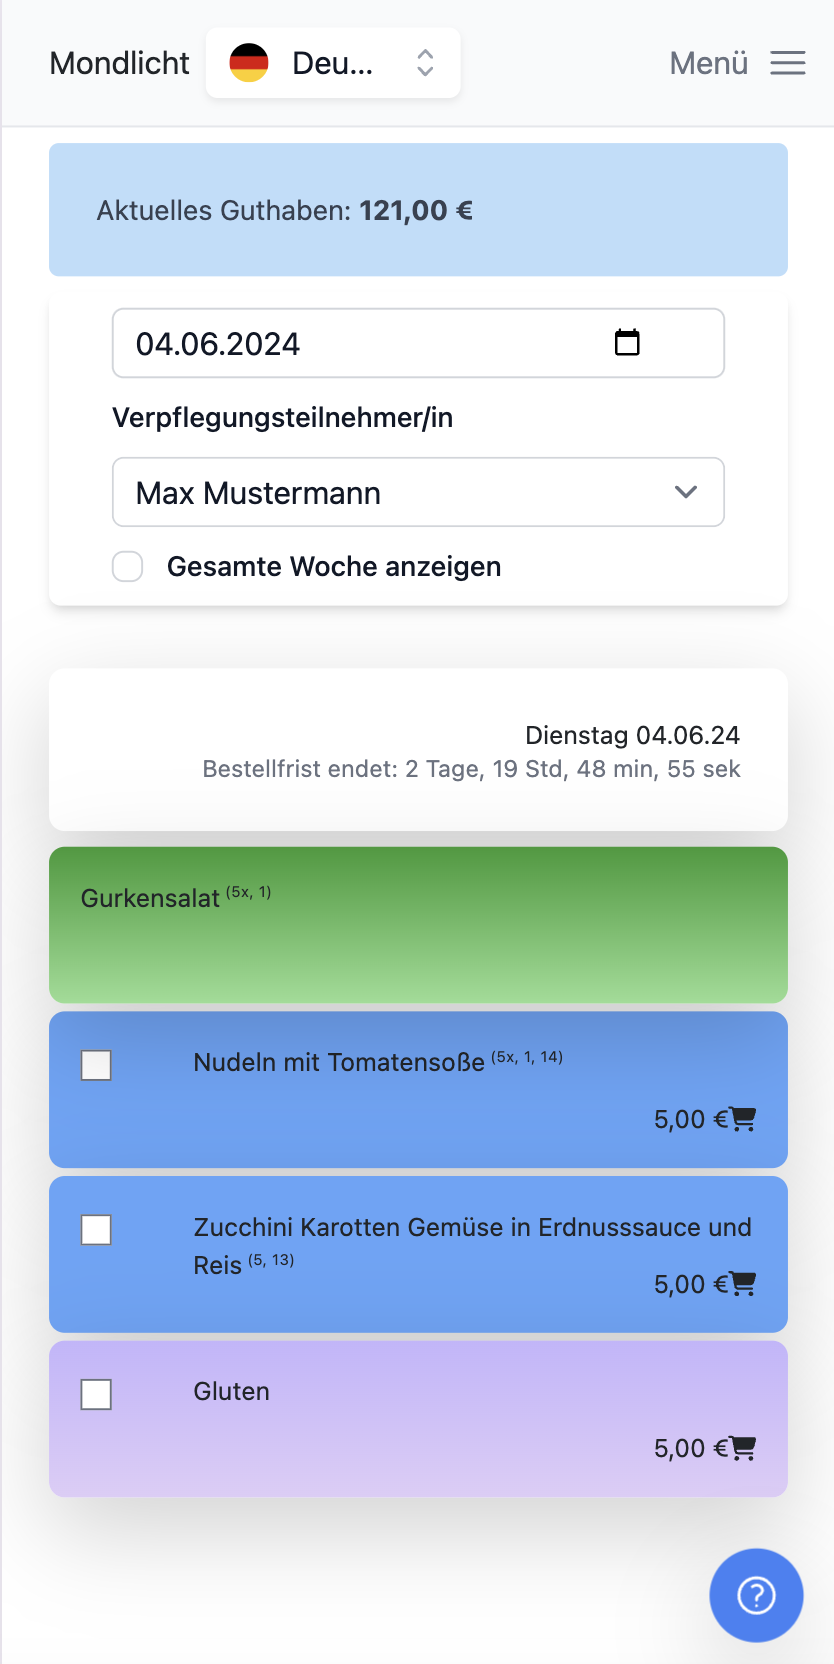 Mondlicht Deu... Menü
Aktuelles Guthaben: 121,00 €
04.06.2024
Verpflegungsteilnehmer/in
Max Mustermann
Gesamte Woche anzeigen
Dienstag 04.06.24
Bestellfrist endet: 2 Tage, 19 Std, 48 min, 55 sek
Gurkensalat (5x, 1)
Nudeln mit Tomatensoße (5x, 1, 14)
5,00 €
Zucchini Karotten Gemüse in Erdnusssauce und
Reis (5, 13)
5,00 €
Gluten
5,00 €
?